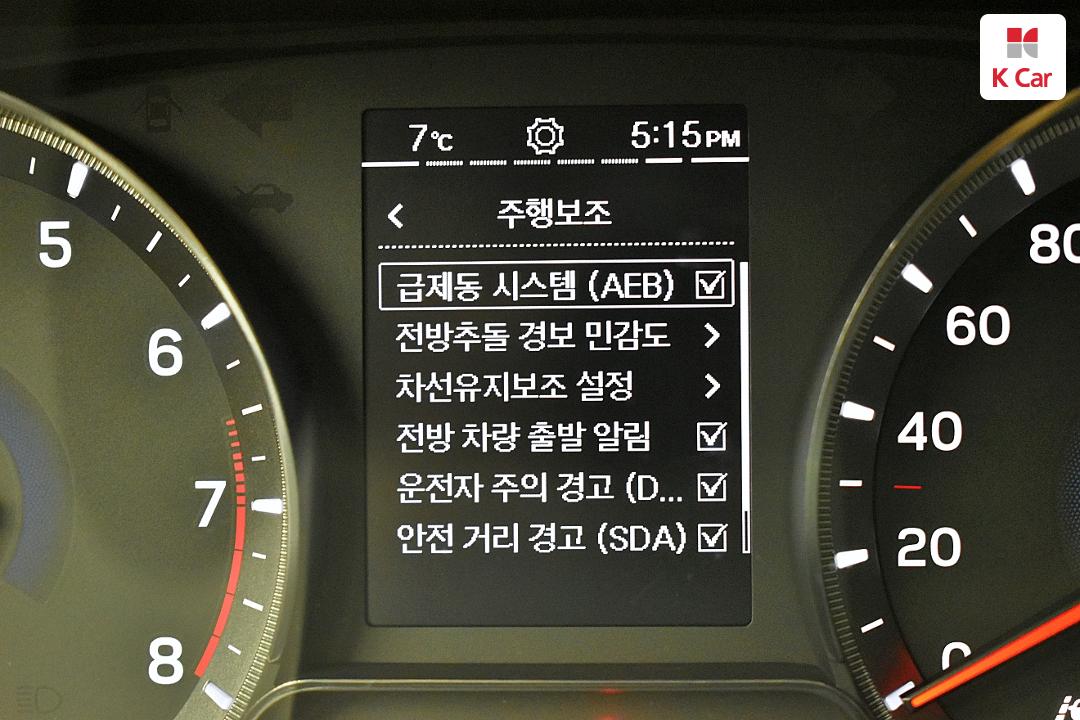 K Car
7℃ 5:15PM
주행보조
급제동 시스템 (AEB)
전방추돌 경보 민감도
차선유지보조 설정
전방 차량 출발 알림
운전자 주의 경고 (D...
안전 거리 경고 (SDA)
5
6
7
8
80
60
40
20
0